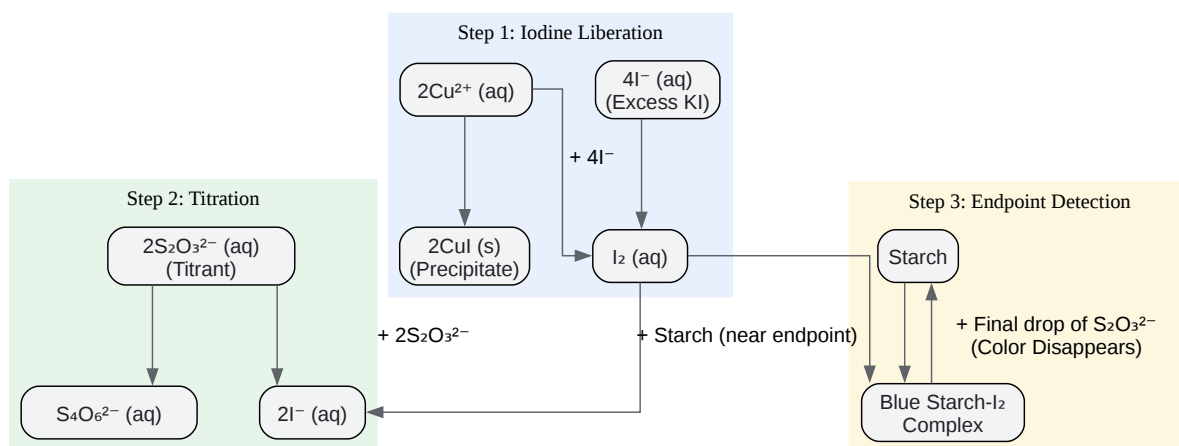 Step 1: Iodine Liberation
2Cu²⁺ (aq)
4I⁻ (aq)
(Excess KI)
+ 4I⁻
2CuI (s)
(Precipitate)
I₂ (aq)
Step 2: Titration
2S₂O₃²⁻ (aq)
(Titrant)
+ 2S₂O₃²⁻
S₄O₆²⁻ (aq)
2I⁻ (aq)
+ Starch (near endpoint)
Step 3: Endpoint Detection
Starch
+ Final drop of S₂O₃²⁻
(Color Disappears)
Blue Starch-I₂
Complex